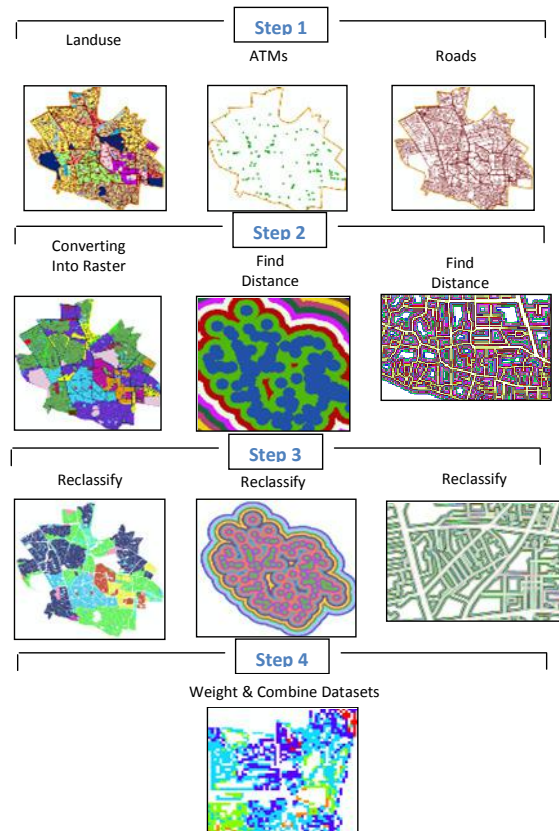 Step 1
Landuse
ATMs
Roads
Step 2
Converting
Into Raster
Find
Distance
Find
Distance
Step 3
Reclassify
Reclassify
Reclassify
Step 4
Weight & Combine Datasets